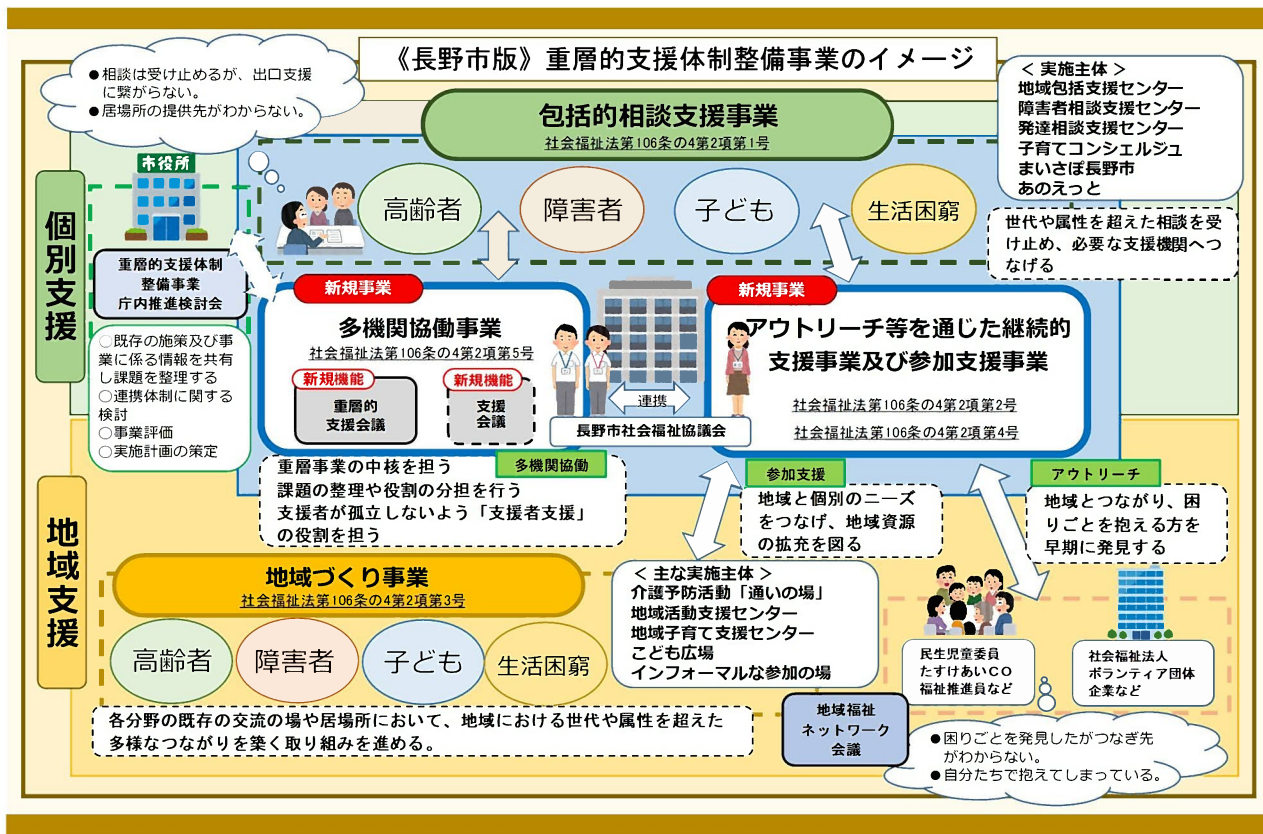 《長野市版》重層的支援体制整備事業のイメージ
●相談は受け止めるが、出口支援
に繋がらない。
●居場所の提供先がわからない。
＜ 実施主体 ＞
地域包括支援センター
障害者相談支援センター
発達相談支援センター
子育てコンシェルジュ
まいさぽ長野市
あのえっと
包括的相談支援事業
社会福祉法第106条の4第2項第1号
市役所
個別支援
高齢者
障害者
子ども
生活困窮
世代や属性を超えた相談を受
け止め、必要な支援機関へつ
なげる
重層的支援体制
整備事業
庁内推進検討会
○既存の施策及び事
業に係る情報を共有
し課題を整理する
○連携体制に関する
検討
○事業評価
○実施計画の策定
新規事業
多機関協働事業
社会福祉法第106条の4第2項第5号
新規機能
重層的
支援会議
新規機能
支援
会議
連携
長野市社会福祉協議会
新規事業
アウトリーチ等を通じた継続的
支援事業及び参加支援事業
社会福祉法第106条の4第2項第2号
社会福祉法第106条の4第2項第4号
多機関協働
重層事業の中核を担う
課題の整理や役割の分担を行う
支援者が孤立しないよう「支援者支援」
の役割を担う
参加支援
地域と個別のニーズ
をつなげ、地域資源
の拡充を図る
アウトリーチ
地域とつながり、困
りごとを抱える方を
早期に発見する
地域支援
地域づくり事業
社会福祉法第106条の4第2項第3号
高齢者
障害者
子ども
生活困窮
＜ 主な実施主体 ＞
介護予防活動「通いの場」
地域活動支援センター
地域子育て支援センター
こども広場
インフォーマルな参加の場
各分野の既存の交流の場や居場所において、地域における世代や属性を超えた
多様なつながりを築く取り組みを進める。
民生児童委員
たすけあいCO
福祉推進員など
社会福祉法人
ボランティア団体
企業など
地域福祉
ネットワーク
会議
●困りごとを発見したがつなぎ先
がわからない。
●自分たちで抱えてしまっている。